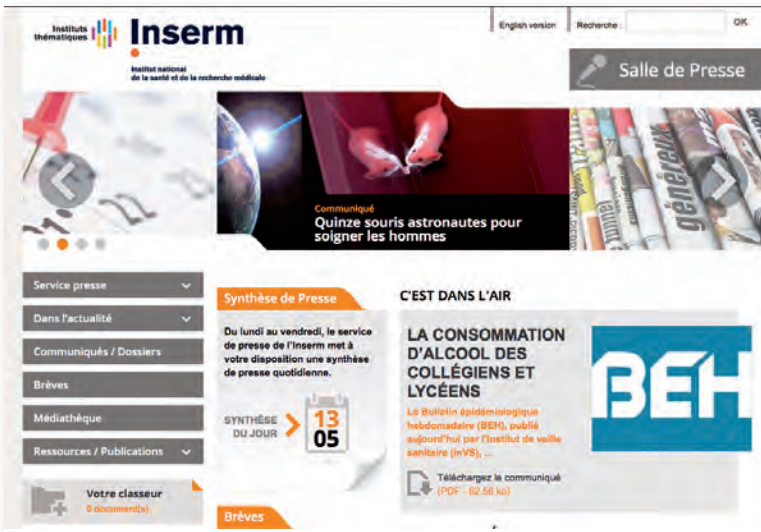 Instituts
thématiques
Inserm
Institut national
de la santé et de la recherche médicale
English version
Recherche :
OK
Salle de Presse
généreux
tunnel
Communiqué
Quinze souris astronautes pour
soigner les hommes
Service presse
Dans l'actualité
Communiqués / Dossiers
Brèves
Médiathèque
Ressources / Publications
Votre classeur
0 document(s)
Synthèse de Presse
Du lundi au vendredi, le service
de presse de l'Inserm met à
votre disposition une synthèse
de presse quotidienne.
SYNTHÈSE
DU JOUR
13
05
Brèves
C'EST DANS L'AIR
LA CONSOMMATION
D'ALCOOL DES
COLLÉGIENS ET
LYCÉENS
Le Bulletin épidémiologique
hebdomadaire (BEH), publié
aujourd'hui par l'Institut de veille
sanitaire (InVS), ...
Téléchargez le communiqué
(PDF - 62.56 ko)
BEH